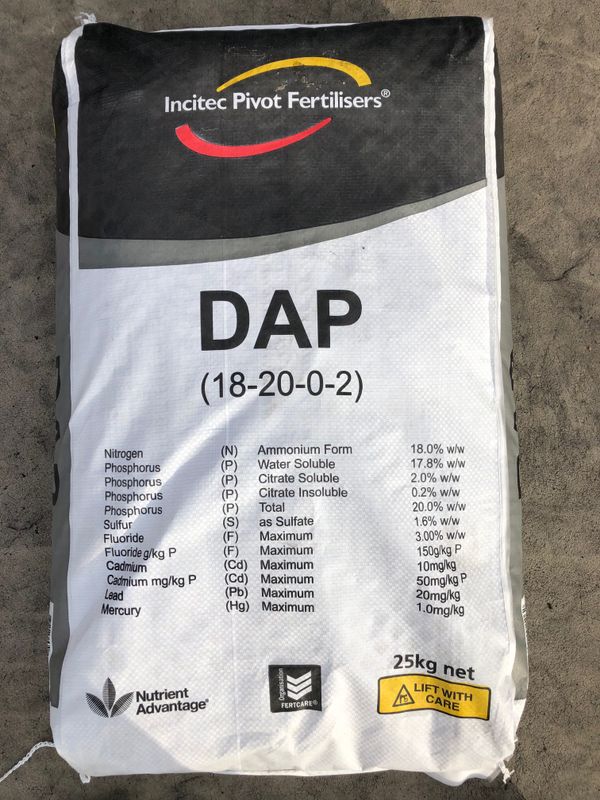 Incitec Pivot Fertilisers®
DAP
(18-20-0-2)
Nitrogen (N) Ammonium Form 18.0% w/w
Phosphorus (P) Water Soluble 17.8% w/w
Phosphorus (P) Citrate Soluble 2.0% w/w
Phosphorus (P) Citrate Insoluble 0.2% w/w
Phosphorus (P) Total 20.0% w/w
Sulfur (S) as Sulfate 1.6% w/w
Fluoride (F) Maximum 3.00% w/w
Fluoride g/kg P (F) Maximum 150g/kg P
Cadmium (Cd) Maximum 10mg/kg
Cadmium mg/kg P (Cd) Maximum 50mg/kg P
Lead (Pb) Maximum 20mg/kg
Mercury (Hg) Maximum 1.0mg/kg
25kg net
LIFT WITH
CARE
Nutrient
Advantage®
Organisation
FERTCARE®